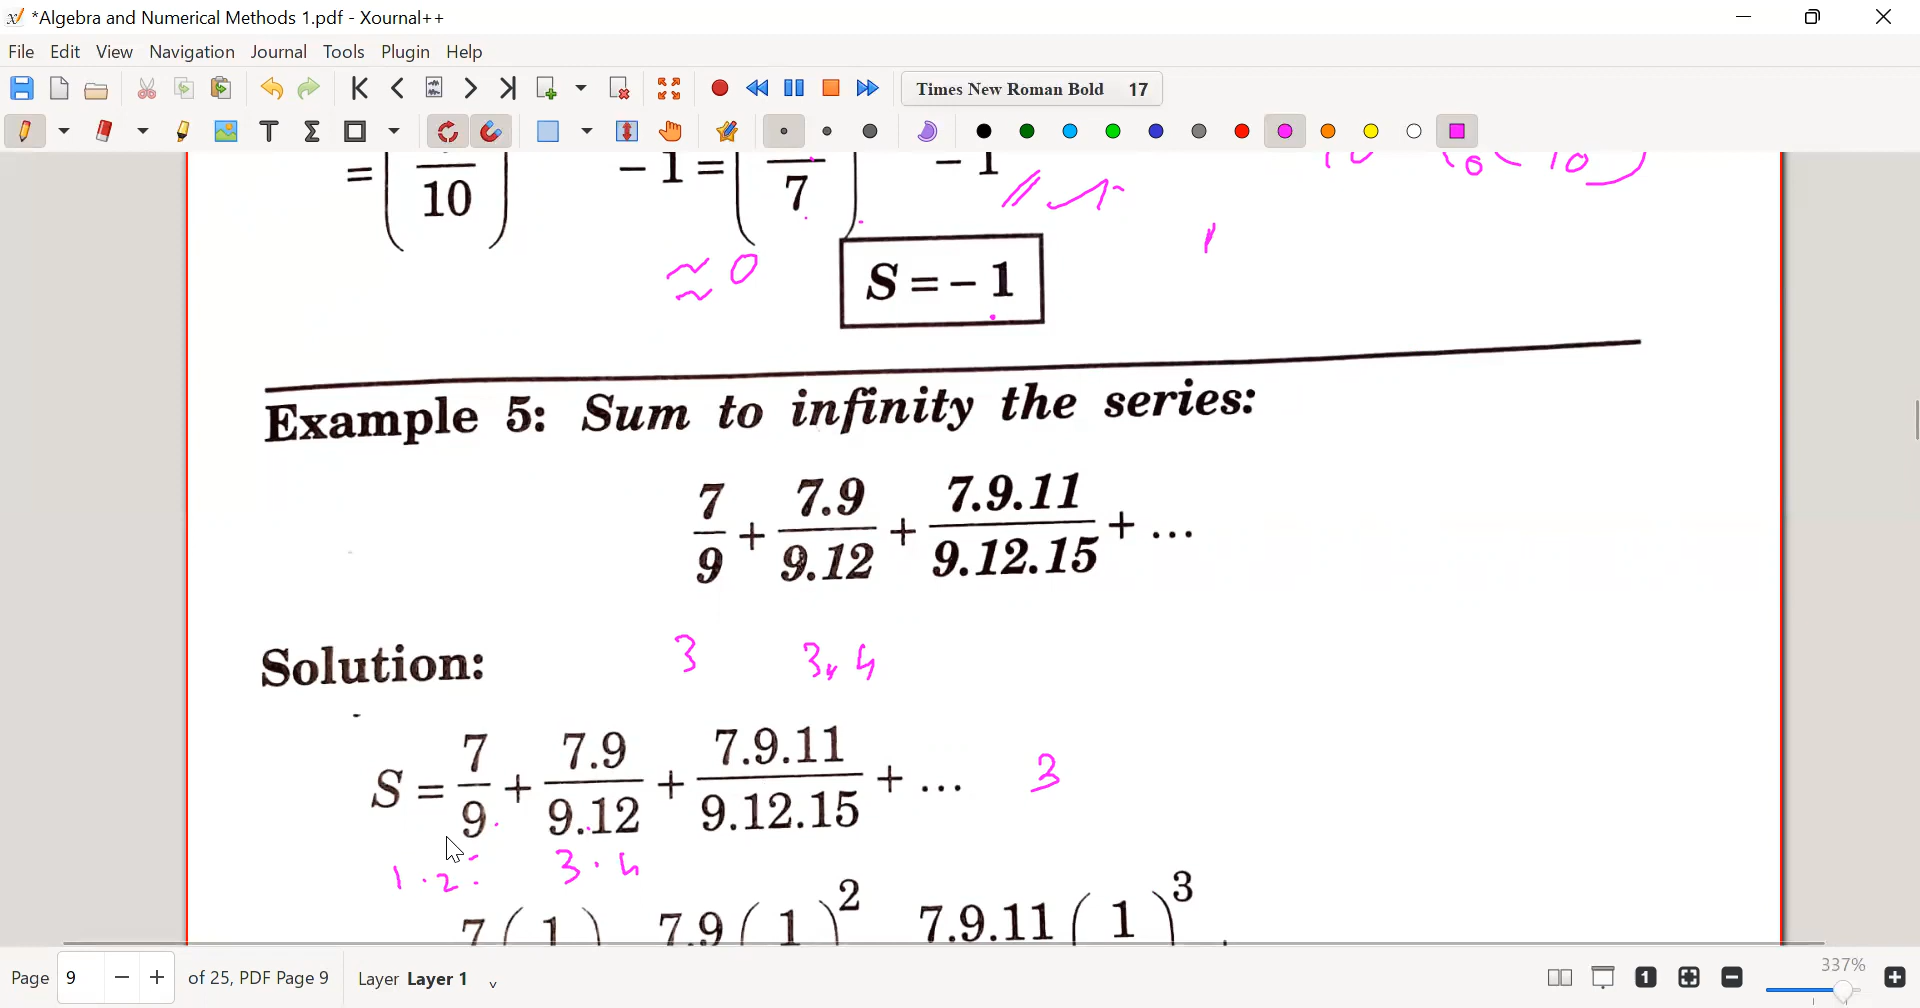 *Algebra and Numerical Methods 1.pdf - Xournal++
File Edit View Navigation Journal Tools Plugin Help
Times New Roman Bold 17
= ( /10 ) - 1 = ( /7 ) - 1
≈ 0
S = - 1
Example 5: Sum to infinity the series:
7/9 + 7.9/9.12 + 7.9.11/9.12.15 + ...
Solution: 3 3, 4
S = 7/9 + 7.9/9.12 + 7.9.11/9.12.15 + ... 3
1 . 2 . 3 . 4
7 ( 1 ) 7.9 ( 1 )² 7.9.11 ( 1 )³
Page 9 of 25, PDF Page 9 Layer Layer 1 337%